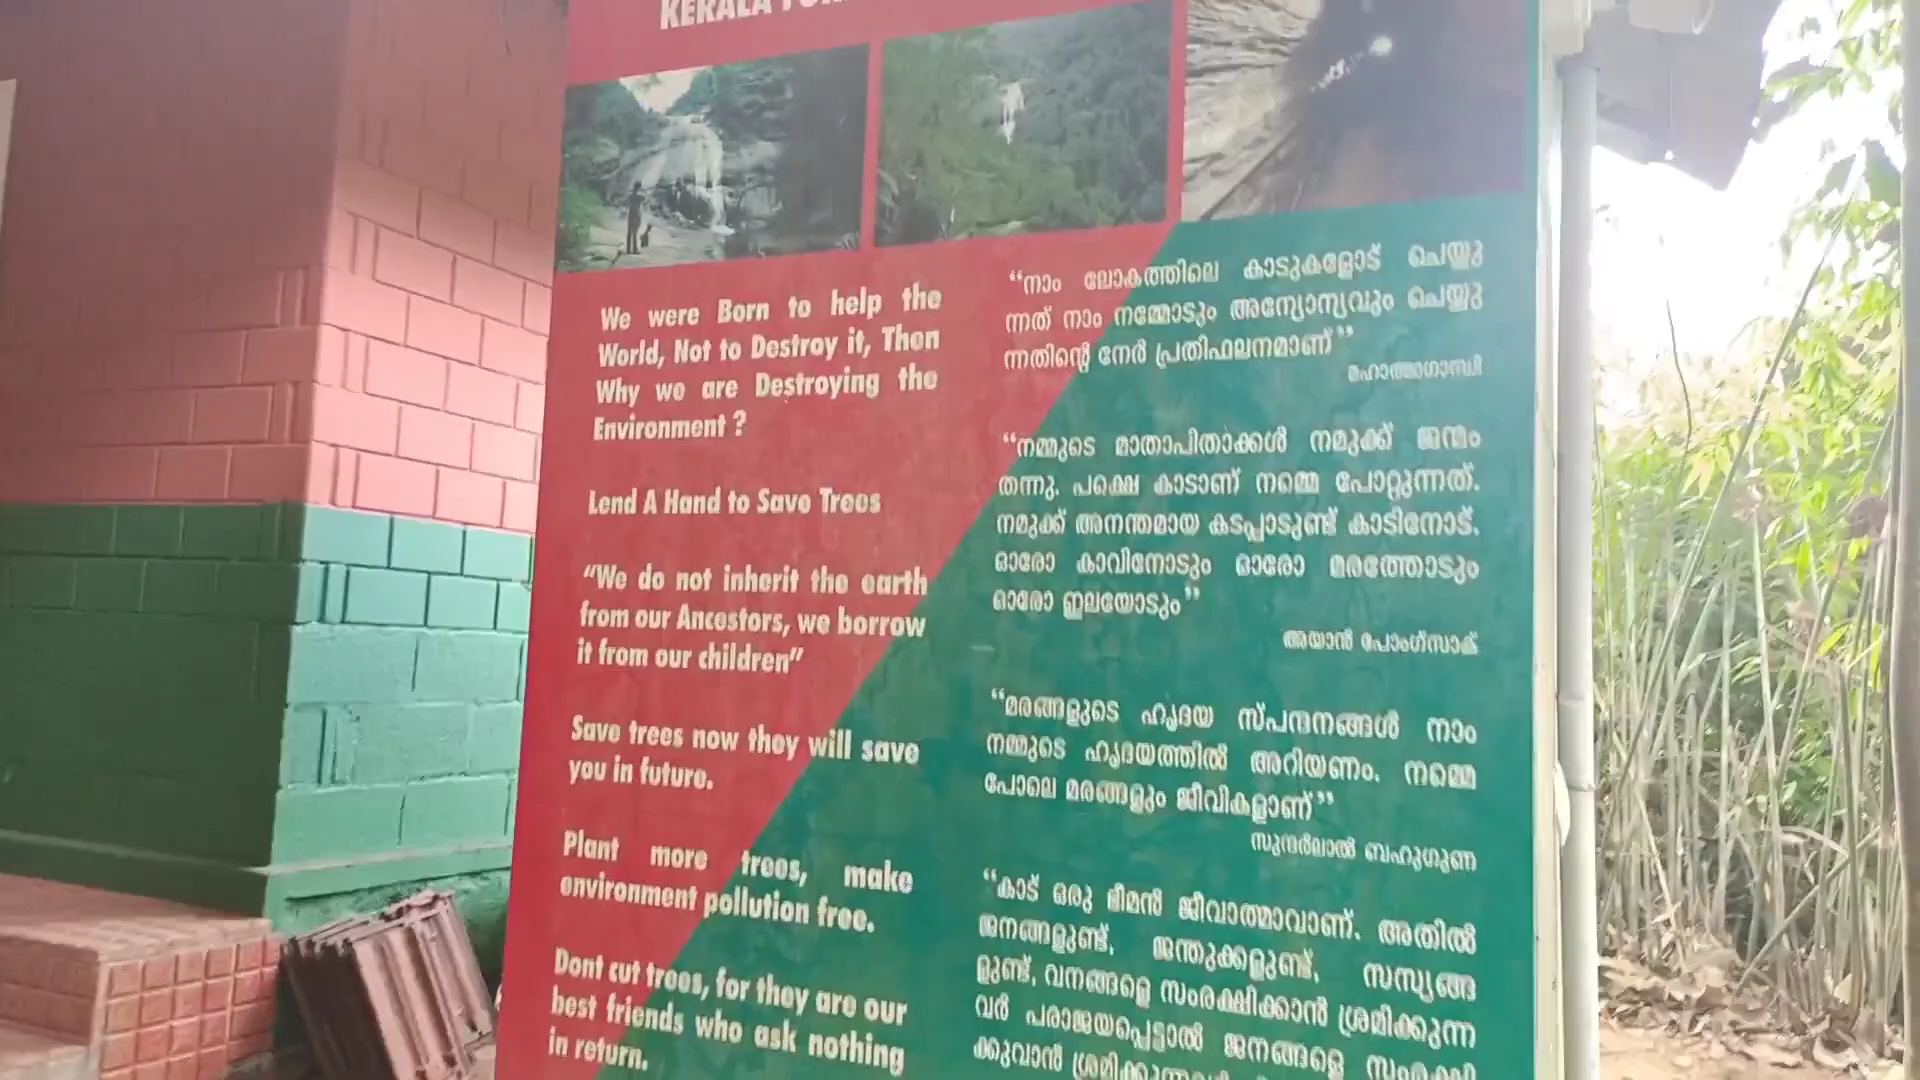 KERALA
We were Born to help the
World, Not to Destroy it, Then
Why we are Destroying the
Environment ?
Lend A Hand to Save Trees
“We do not inherit the earth
from our Ancestors, we borrow
it from our children”
Save trees now they will save
you in future.
Plant more trees, make
environment pollution free.
Dont cut trees, for they are our
best friends who ask nothing
in return.
“നാം ലോകത്തിലെ കാടുകളോട് ചെയ്യു
ന്നത് നാം നമ്മോടും അന്യോന്യവും ചെയ്യു
ന്നതിന്റെ നേർ പ്രതിഫലനമാണ്”
മഹാത്മാഗാന്ധി
“നമ്മുടെ മാതാപിതാക്കൾ നമുക്ക് ജന്മം
തന്നു. പക്ഷെ കാടാണ് നമ്മെ പോറ്റുന്നത്.
നമുക്ക് അനന്തമായ കടപ്പാടുണ്ട് കാടിനോട്.
ഓരോ കാവിനോടും ഓരോ മരത്തോടും
ഓരോ ഇലയോടും”
അയാൻ പോംഗ്സാക്
“മരങ്ങളുടെ ഹൃദയ സ്പന്ദനങ്ങൾ നാം
നമ്മുടെ ഹൃദയത്തിൽ അറിയണം. നമ്മെ
പോലെ മരങ്ങളും ജീവികളാണ്”
സുന്ദർലാൽ ബഹുഗുണ
“കാട് ഒരു ഭീമൻ ജീവാത്മാവാണ്. അതിൽ
ജനങ്ങളുണ്ട്, ജന്തുക്കളുണ്ട്, സസ്യങ്ങ
ളുണ്ട്, വനങ്ങളെ സംരക്ഷിക്കാൻ ശ്രമിക്കുന്ന
വർ പരാജയപ്പെട്ടാൽ ജനങ്ങളെ സംരക്ഷി
ക്കുവാൻ